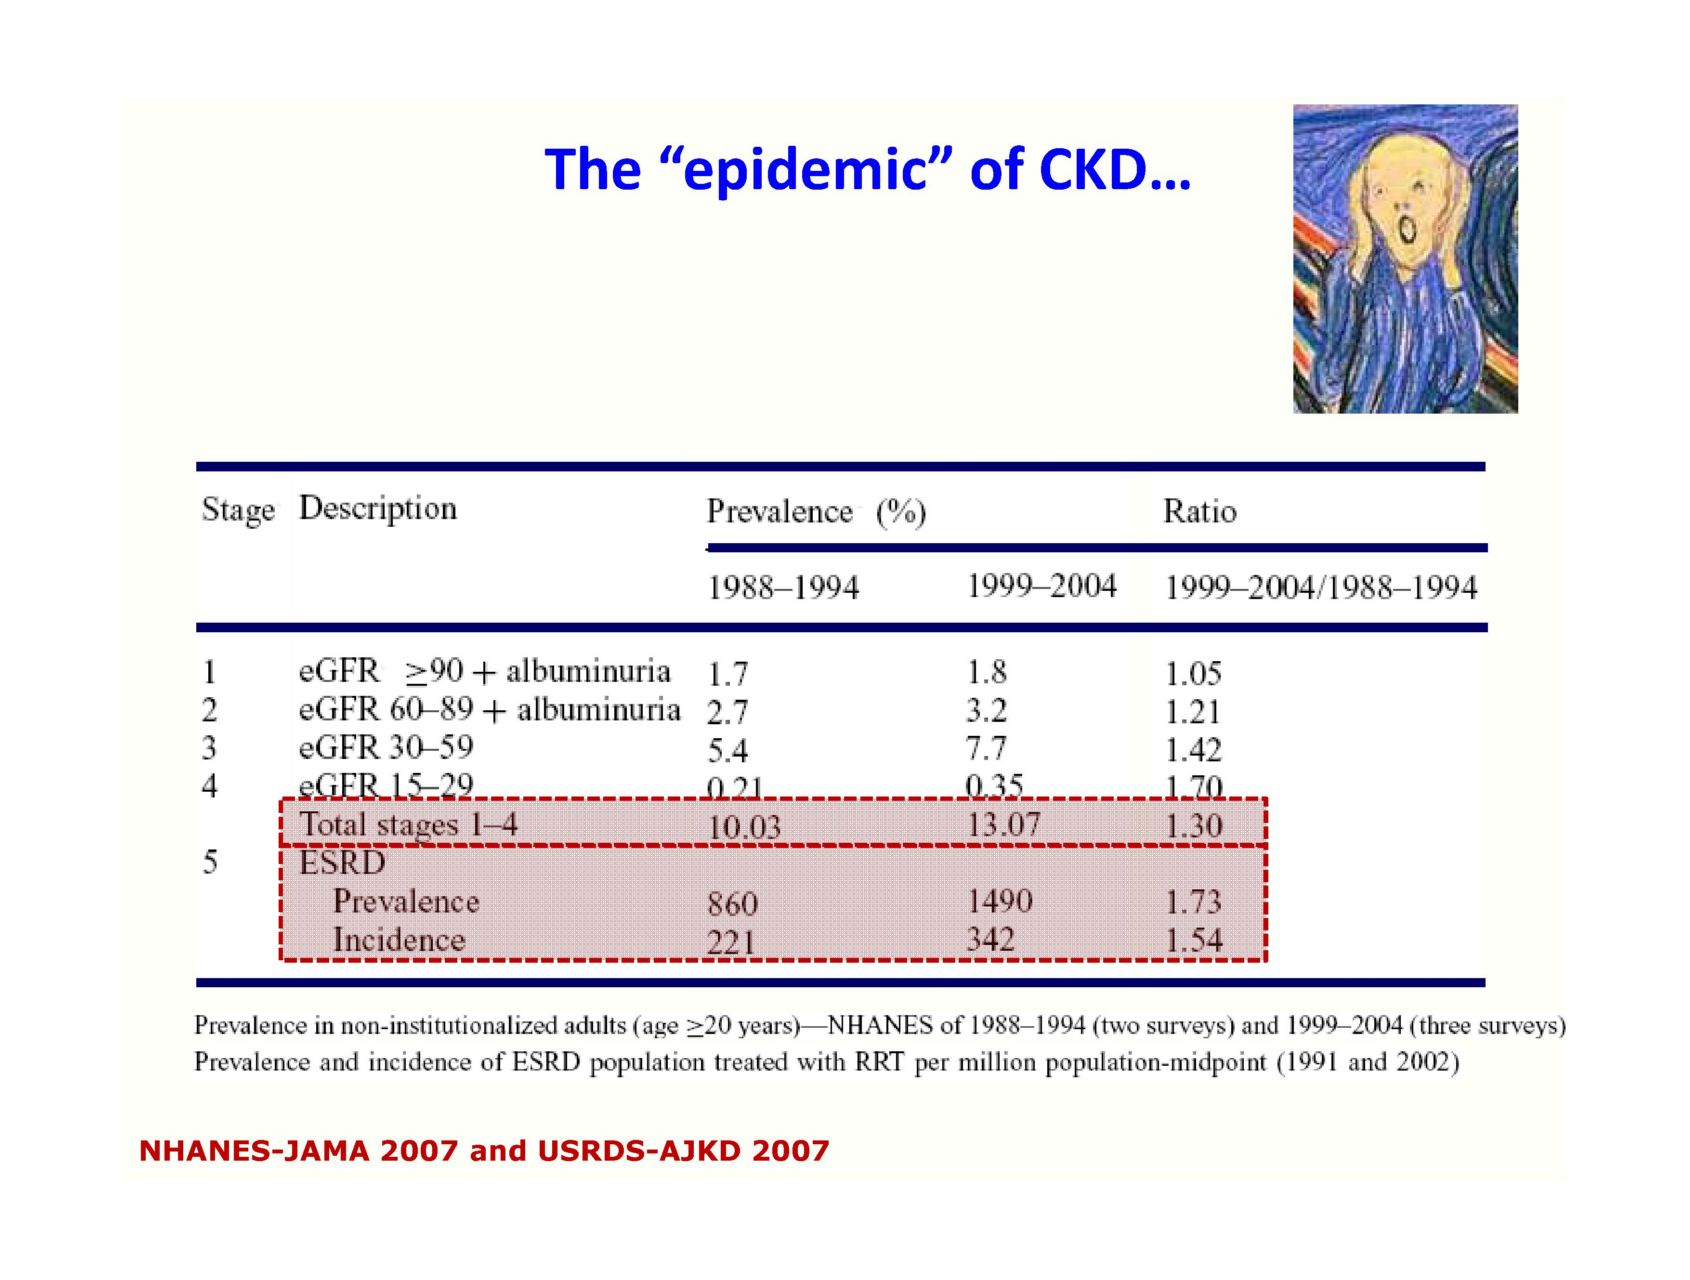 The “epidemic” of CKD…
Stage Description Prevalence (%) Ratio
1988–1994 1999–2004 1999–2004/1988–1994
1 eGFR ≥90 + albuminuria 1.7 1.8 1.05
2 eGFR 60–89 + albuminuria 2.7 3.2 1.21
3 eGFR 30–59 5.4 7.7 1.42
4 eGFR 15–29 0.21 0.35 1.70
Total stages 1–4 10.03 13.07 1.30
5 ESRD
Prevalence 860 1490 1.73
Incidence 221 342 1.54
Prevalence in non-institutionalized adults (age ≥20 years)—NHANES of 1988–1994 (two surveys) and 1999–2004 (three surveys)
Prevalence and incidence of ESRD population treated with RRT per million population-midpoint (1991 and 2002)
NHANES-JAMA 2007 and USRDS-AJKD 2007